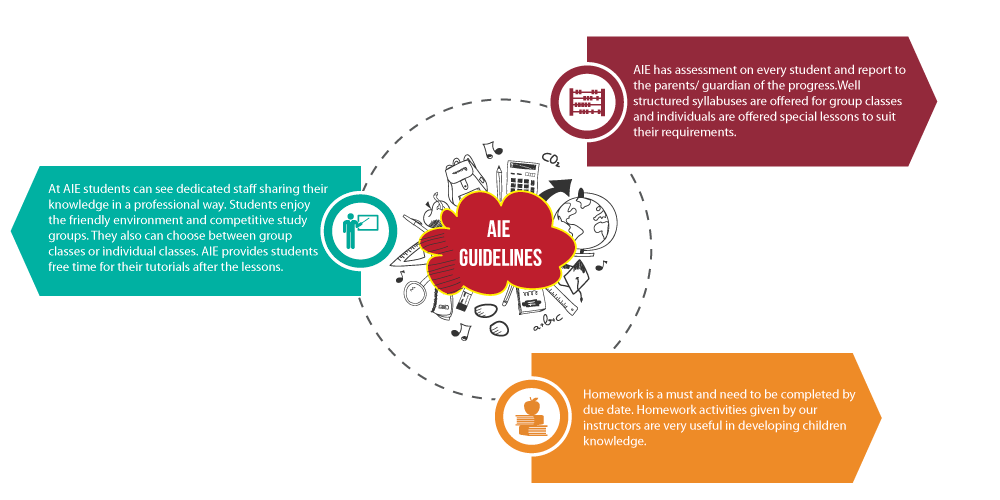 AIE has assessment on every student and report to
the parents/ guardian of the progress.Well
structured syllabuses are offered for group classes
and individuals are offered special lessons to suit
their requirements.
At AIE students can see dedicated staff sharing their
knowledge in a professional way. Students enjoy
the friendly environment and competitive study
groups. They also can choose between group
classes or individual classes. AIE provides students
free time for their tutorials after the lessons.
CO₂
AIE
GUIDELINES
a+b=c
Homework is a must and need to be completed by
due date. Homework activities given by our
instructors are very useful in developing children
knowledge.